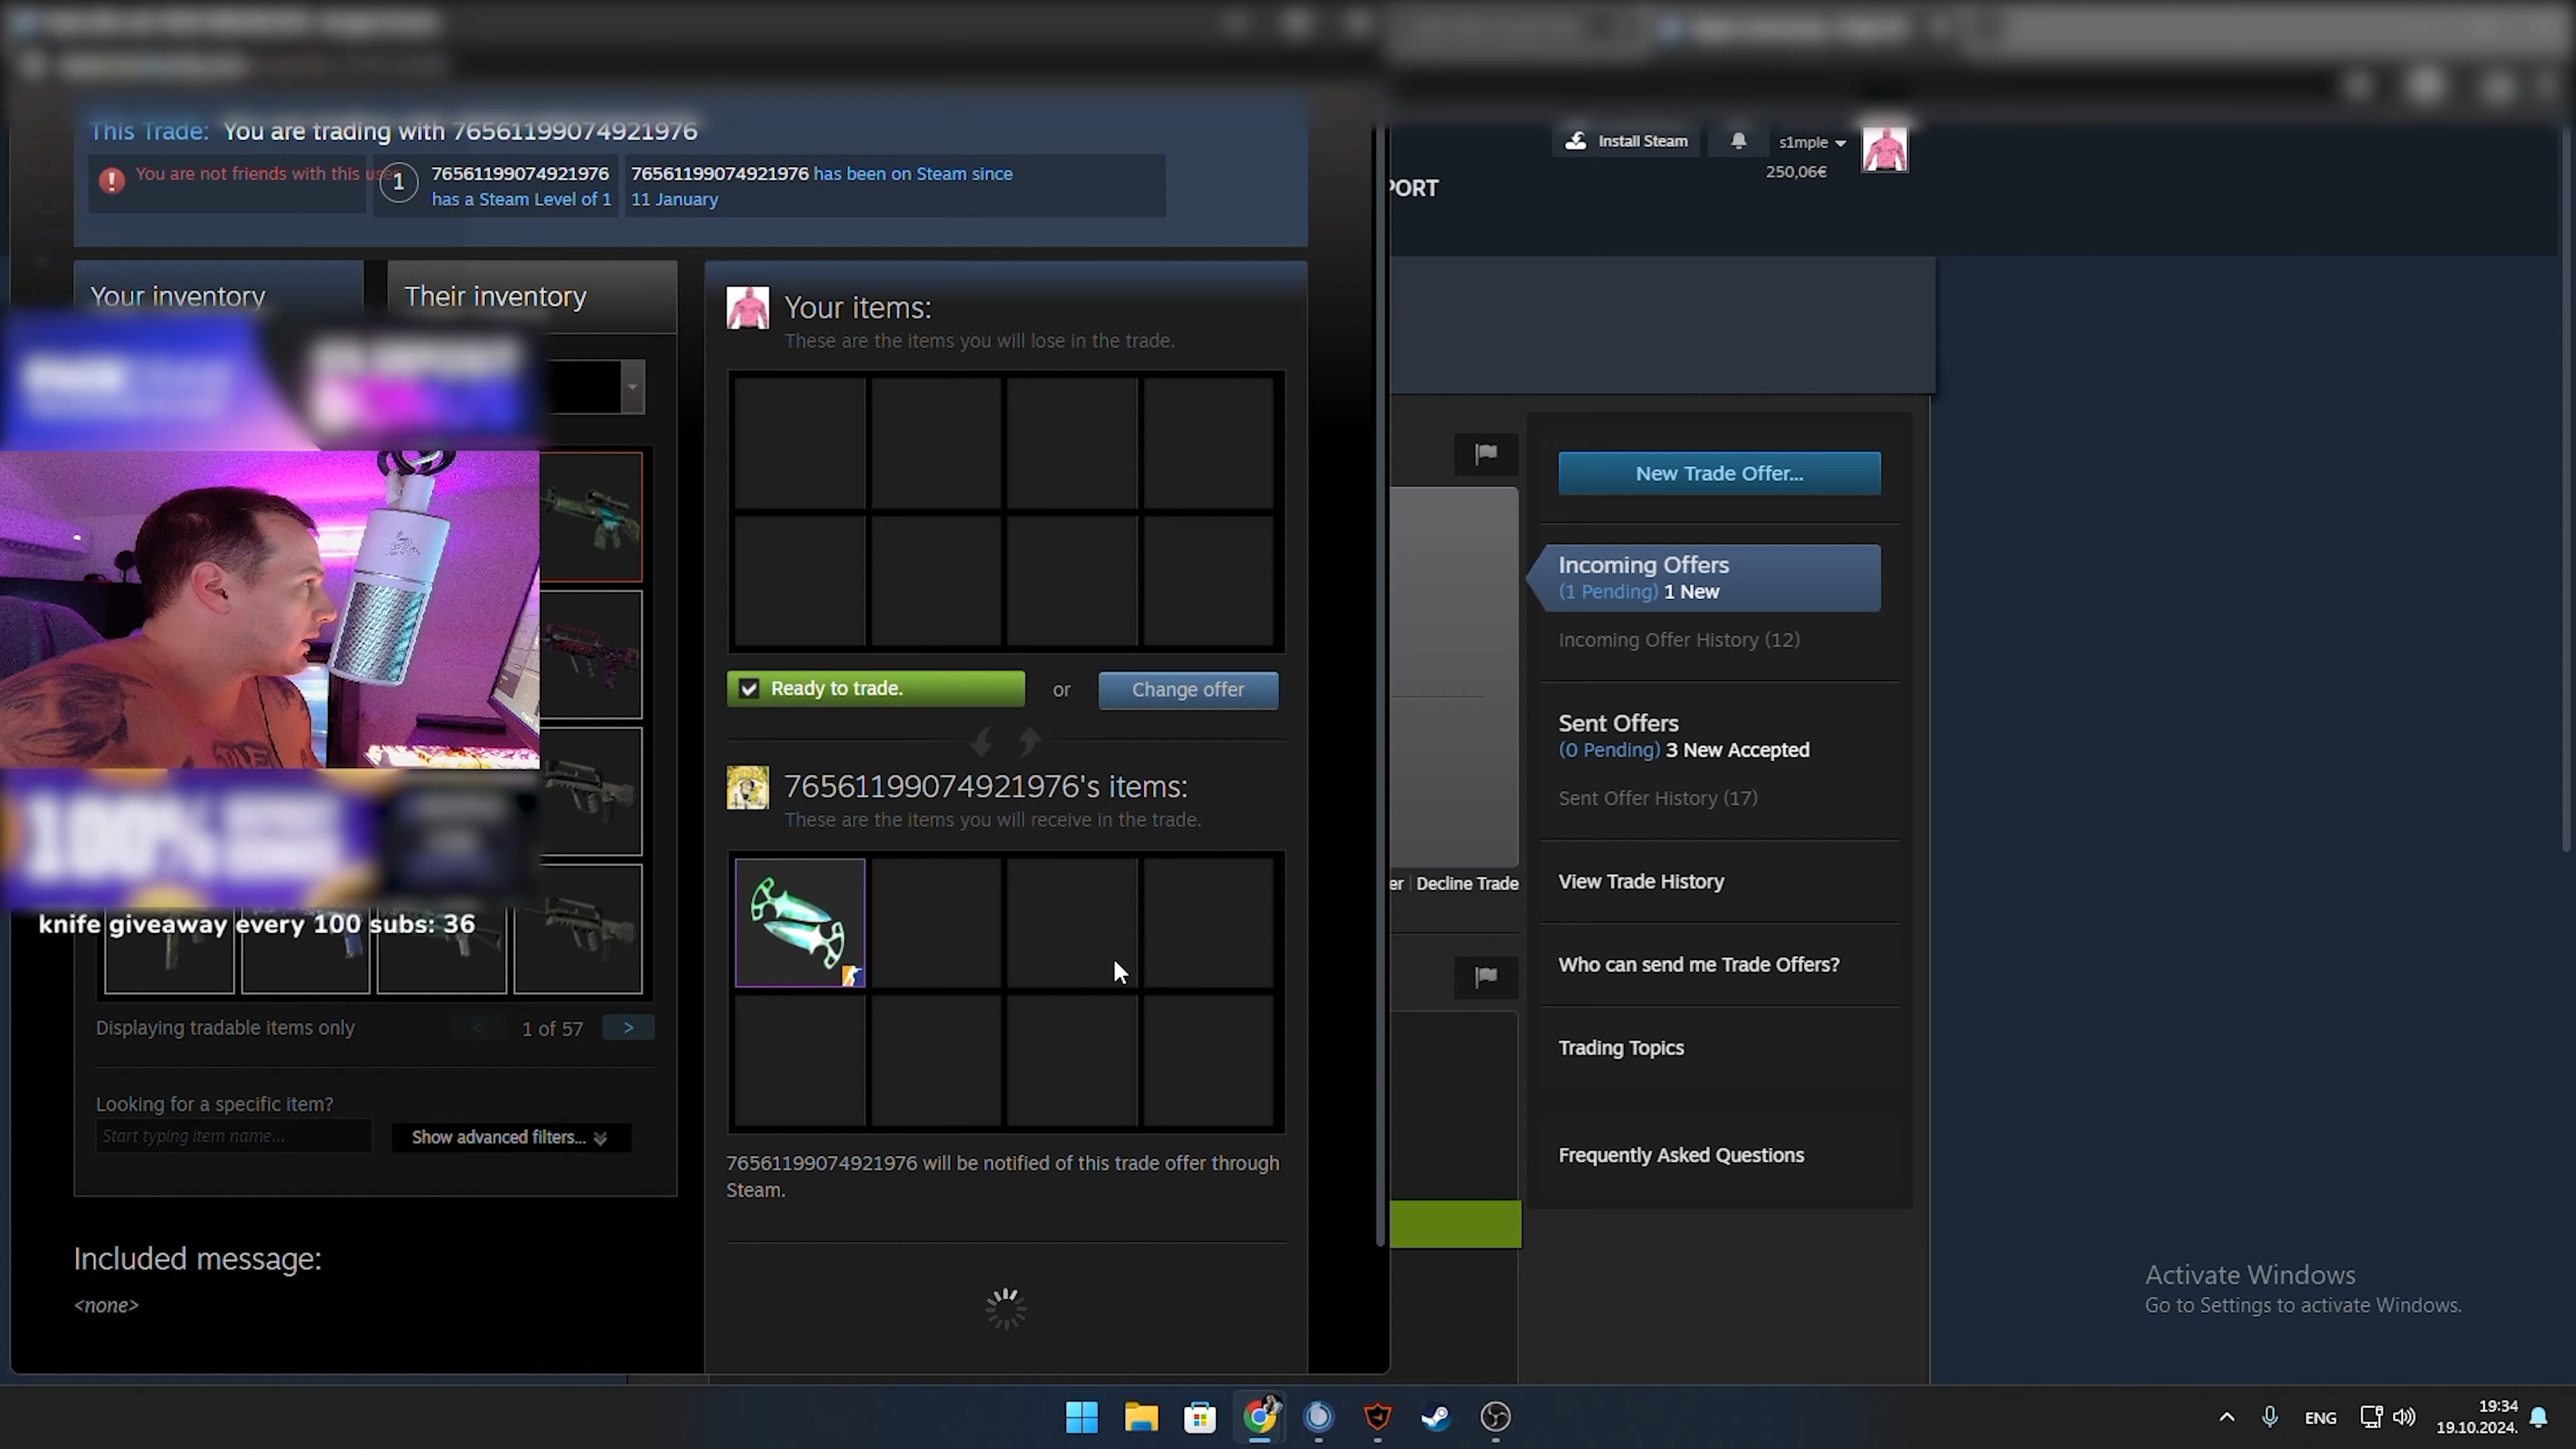 This Trade: You are trading with 76561199074921976
You are not friends with this user
1
76561199074921976
has a Steam Level of 1
76561199074921976 has been on Steam since
11 January
Install Steam
s1mple
250,06€
PORT
Your inventory
Their inventory
Your items:
These are the items you will lose in the trade.
Ready to trade.
or
Change offer
76561199074921976's items:
These are the items you will receive in the trade.
100%
knife giveaway every 100 subs: 36
Displaying tradable items only
<
1 of 57
>
Looking for a specific item?
Start typing item name...
Show advanced filters...
76561199074921976 will be notified of this trade offer through
Steam.
Included message:
<none>
New Trade Offer...
Incoming Offers
(1 Pending) 1 New
Incoming Offer History (12)
Sent Offers
(0 Pending) 3 New Accepted
Sent Offer History (17)
er | Decline Trade
View Trade History
Who can send me Trade Offers?
Trading Topics
Frequently Asked Questions
Activate Windows
Go to Settings to activate Windows.
ENG
19:34
19.10.2024.